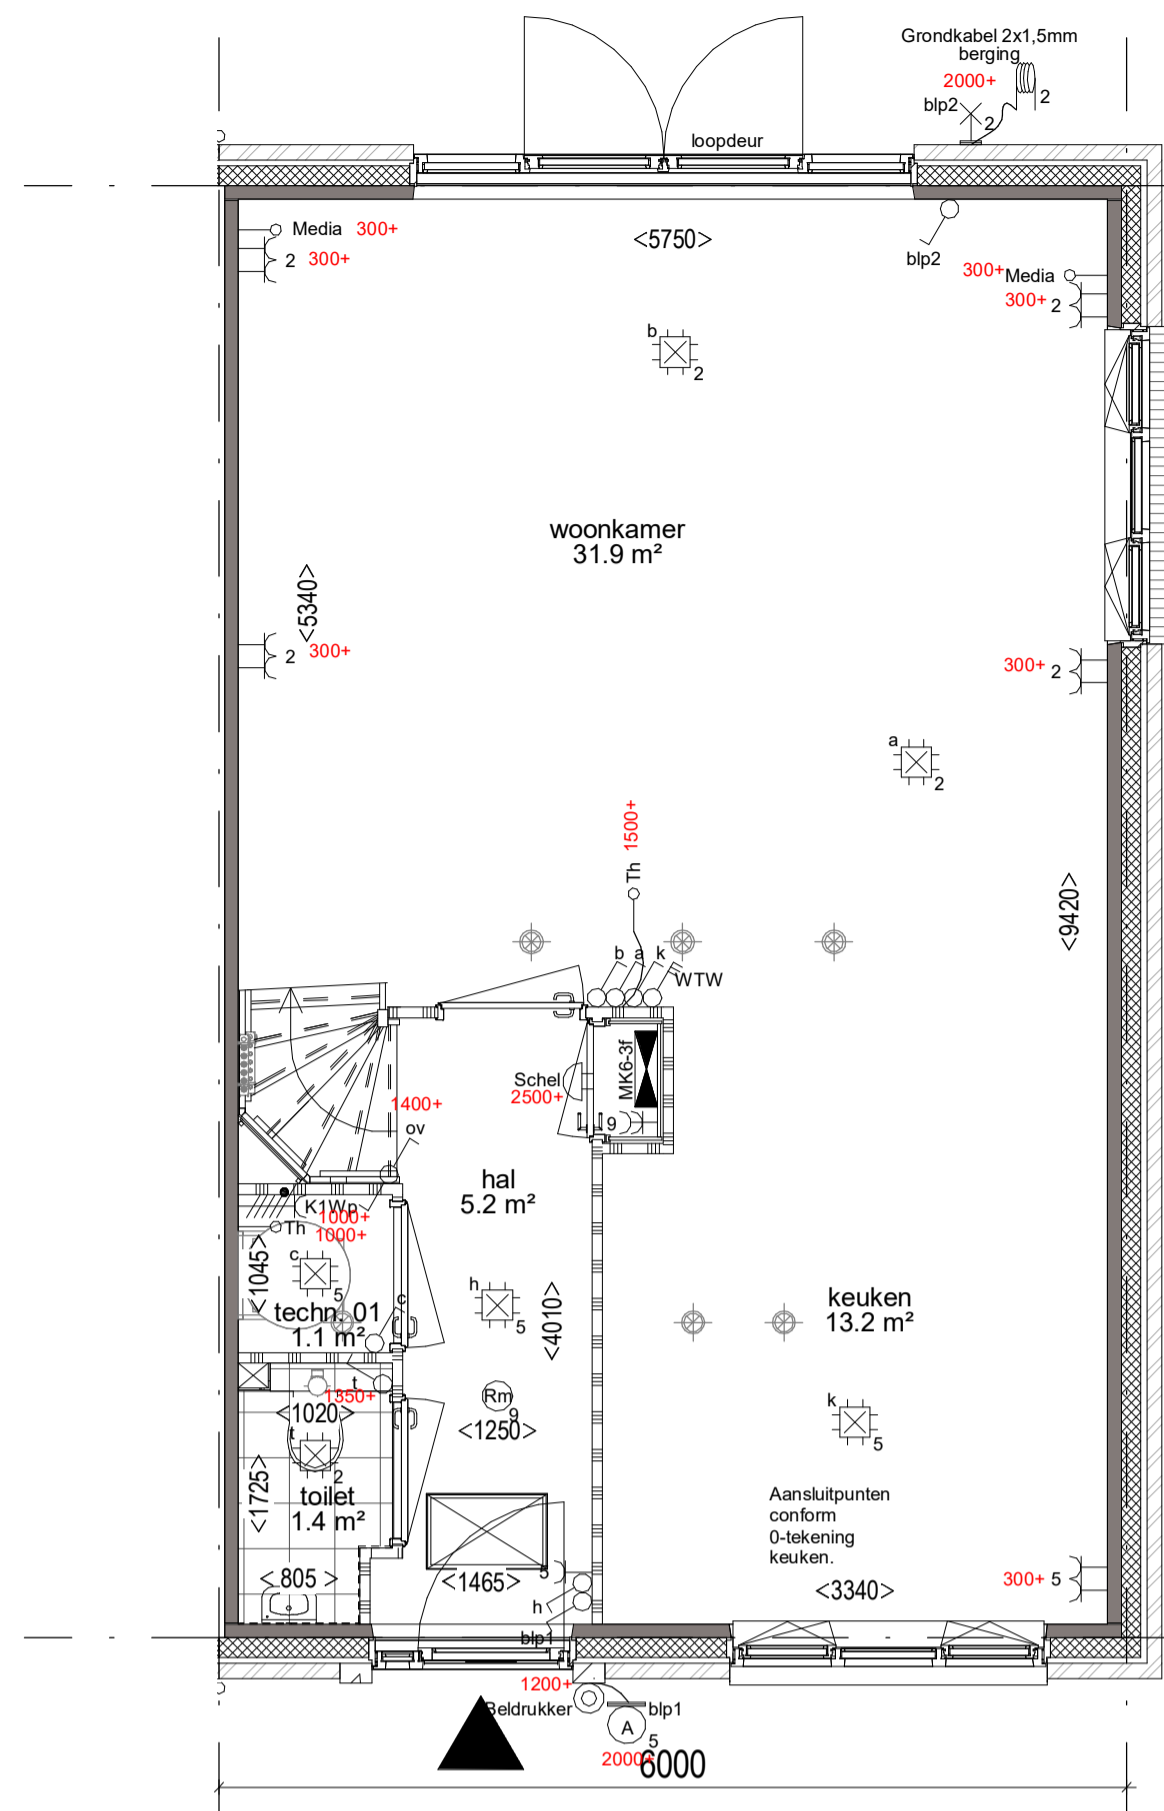 Grondkabel 2x1,5mm
berging
2000+
blp2
2
2
loopdeur
Media 300+
2 300+
<5750>
blp2
300+ Media
300+ 2
b
2
woonkamer
31.9 m²
<5340>
2 300+
300+ 2
a
2
1500+
Th
<9420>
b a k
WTW
MK6-3f
Schel
2500+
9
1400+
ov
hal
5.2 m²
K1Wp
1000+
Th
1000+
<1045>
c
5
techn. 01
1.1 m²
c
h
5
<4010>
keuken
13.2 m²
t
1350+
<1020>
t
2
Rm
9
<1250>
k
5
<1725>
toilet
1.4 m²
Aansluitpunten
conform
0-tekening
keuken.
<805 >
<1465>
5
h
blp1
<3340>
300+ 5
1200+
Beldrukker
blp1
A
5
2000+
6000